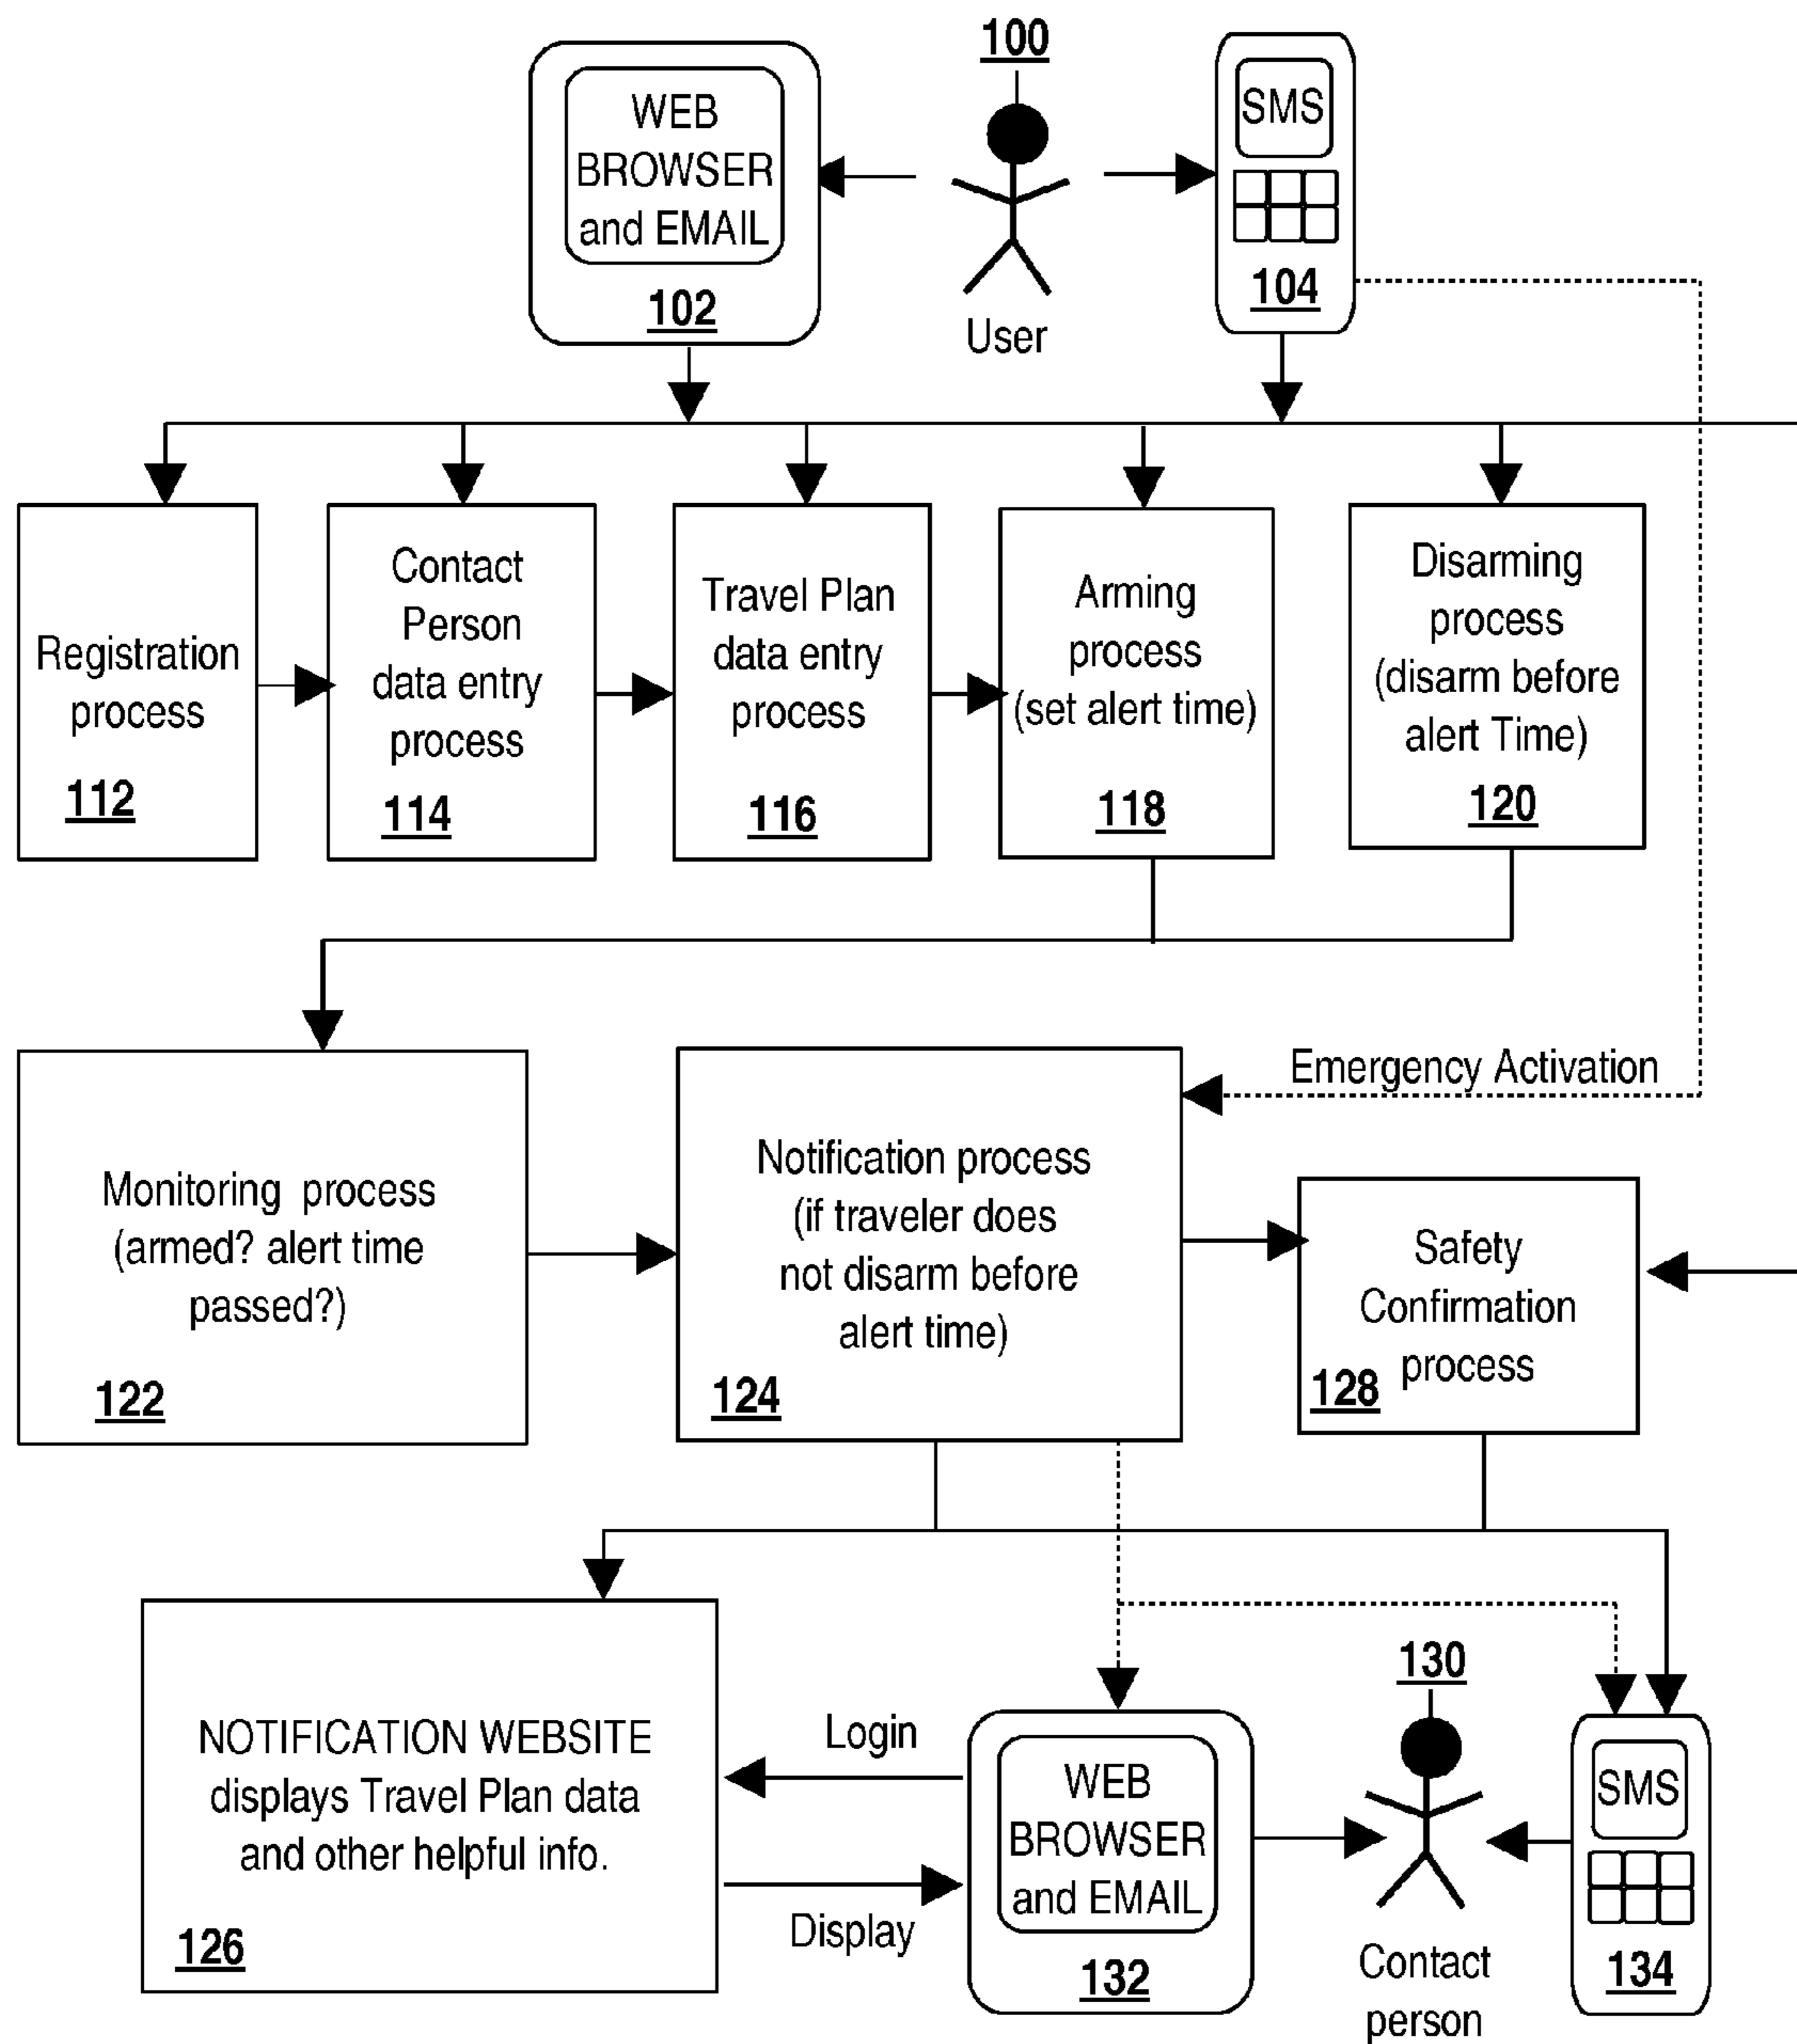 100
WEB
BROWSER
and EMAIL
102
User
SMS
104
Registration
process
112
Contact
Person
data entry
process
114
Travel Plan
data entry
process
116
Arming
process
(set alert time)
118
Disarming
process
(disarm before
alert Time)
120
Emergency Activation
Monitoring process
(armed? alert time
passed?)
122
Notification process
(if traveler does
not disarm before
alert time)
124
Safety
Confirmation
process
128
NOTIFICATION WEBSITE
displays Travel Plan data
and other helpful info.
126
Login
Display
WEB
BROWSER
and EMAIL
132
130
Contact
person
SMS
134